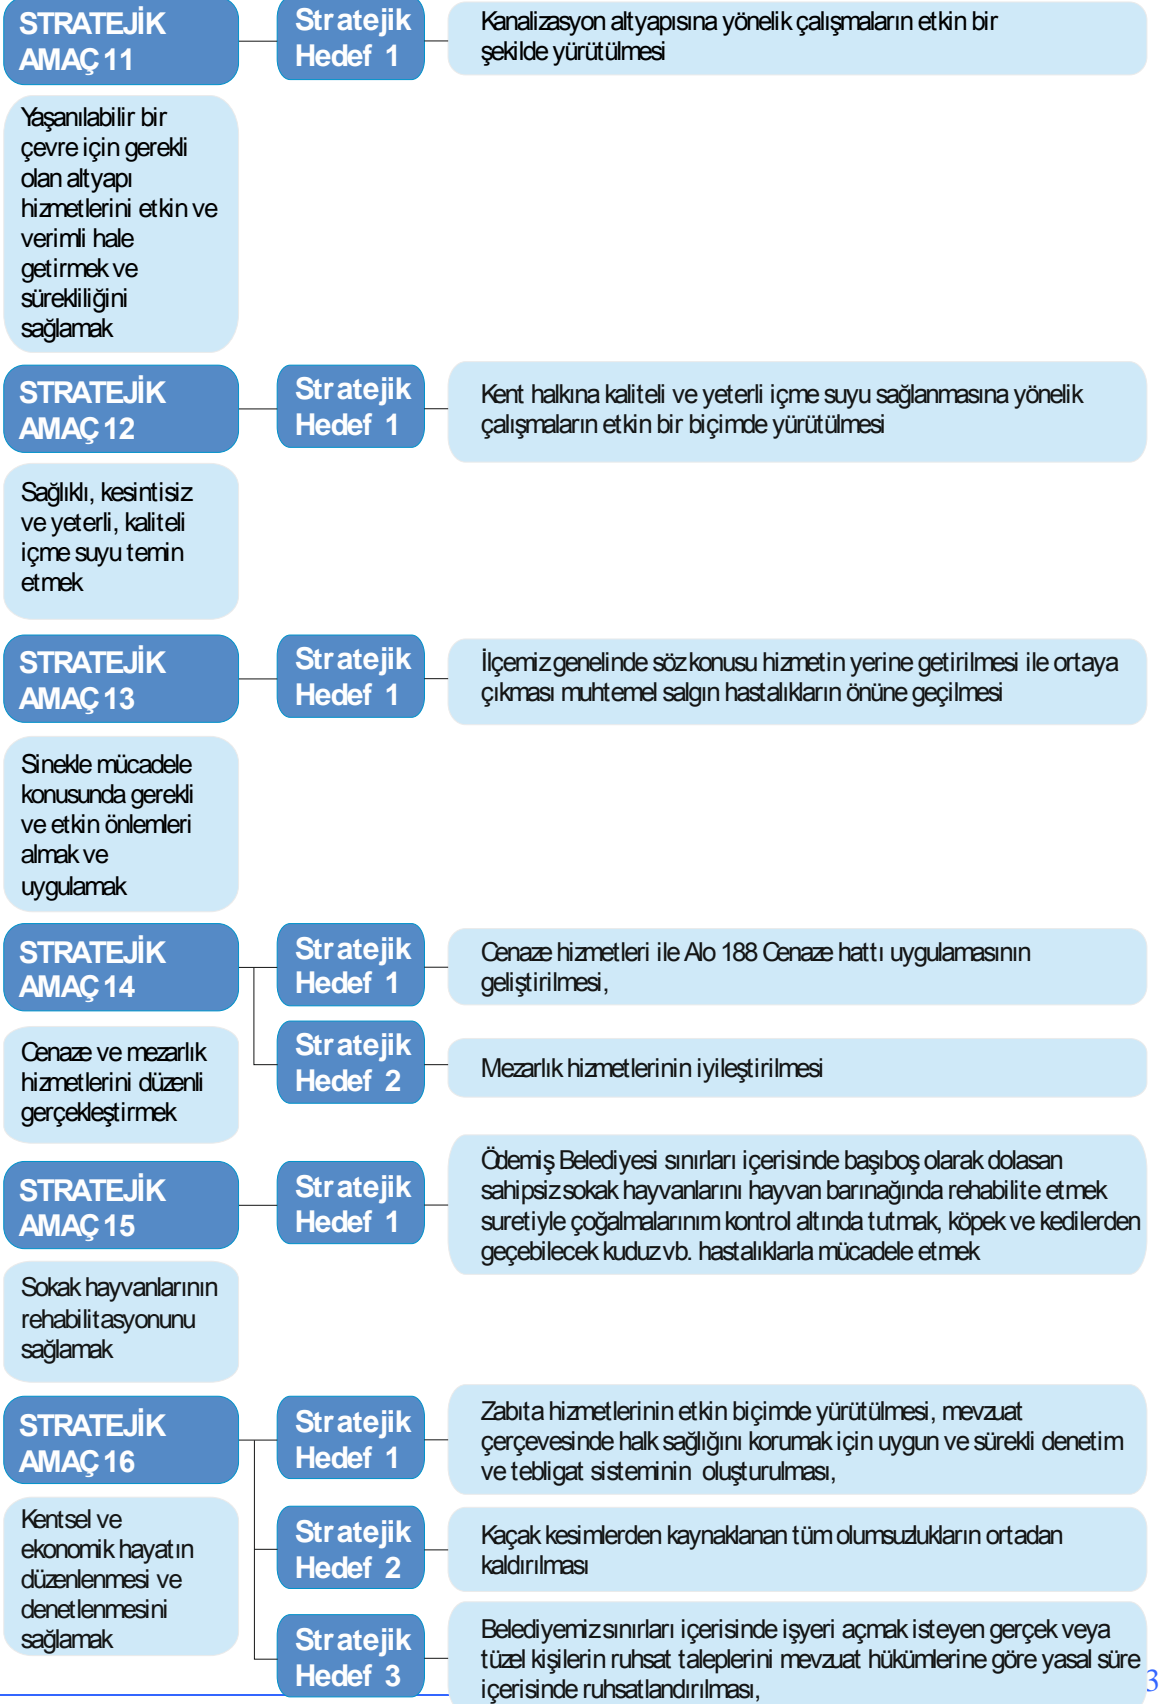 STRATEJİK
AMAÇ 11
Stratejik
Hedef 1
Kanalizasyon altyapısına yönelik çalışmaların etkin bir
şekilde yürütülmesi
Yaşanılabilir bir
çevre için gerekli
olan altyapı
hizmetlerini etkin ve
verimli hale
getirmek ve
sürekliliğini
sağlamak
STRATEJİK
AMAÇ 12
Stratejik
Hedef 1
Kent halkına kaliteli ve yeterli içme suyu sağlanmasına yönelik
çalışmaların etkin bir biçimde yürütülmesi
Sağlıklı, kesintisiz
ve yeterli, kaliteli
içme suyu temin
etmek
STRATEJİK
AMAÇ 13
Stratejik
Hedef 1
İlçemiz genelinde söz konusu hizmetin yerine getirilmesi ile ortaya
çıkması muhtemel salgın hastalıkların önüne geçilmesi
Sinekle mücadele
konusunda gerekli
ve etkin önlemleri
almak ve
uygulamak
STRATEJİK
AMAÇ 14
Stratejik
Hedef 1
Cenaze hizmetleri ile Alo 188 Cenaze hattı uygulamasının
geliştirilmesi,
Stratejik
Hedef 2
Mezarlık hizmetlerinin iyileştirilmesi
Cenaze ve mezarlık
hizmetlerini düzenli
gerçekleştirmek
STRATEJİK
AMAÇ 15
Stratejik
Hedef 1
Ödemiş Belediyesi sınırları içerisinde başıboş olarak dolasan
sahipsiz sokak hayvanlarını hayvan barınağında rehabilite etmek
suretiyle çoğalmalarınım kontrol altında tutmak, köpek ve kedilerden
geçebilecek kuduz vb. hastalıklarla mücadele etmek
Sokak hayvanlarının
rehabilitasyonunu
sağlamak
STRATEJİK
AMAÇ 16
Stratejik
Hedef 1
Zabıta hizmetlerinin etkin biçimde yürütülmesi, mevzuat
çerçevesinde halk sağlığını korumak için uygun ve sürekli denetim
ve tebligat sisteminin oluşturulması,
Kentsel ve
ekonomik hayatın
düzenlenmesi ve
denetlenmesini
sağlamak
Stratejik
Hedef 2
Kaçak kesimlerden kaynaklanan tüm olumsuzlukların ortadan
kaldırılması
Stratejik
Hedef 3
Belediyemiz sınırları içerisinde işyeri açmak isteyen gerçek veya
tüzel kişilerin ruhsat taleplerini mevzuat hükümlerine göre yasal süre
içerisinde ruhsatlandırılması,
3